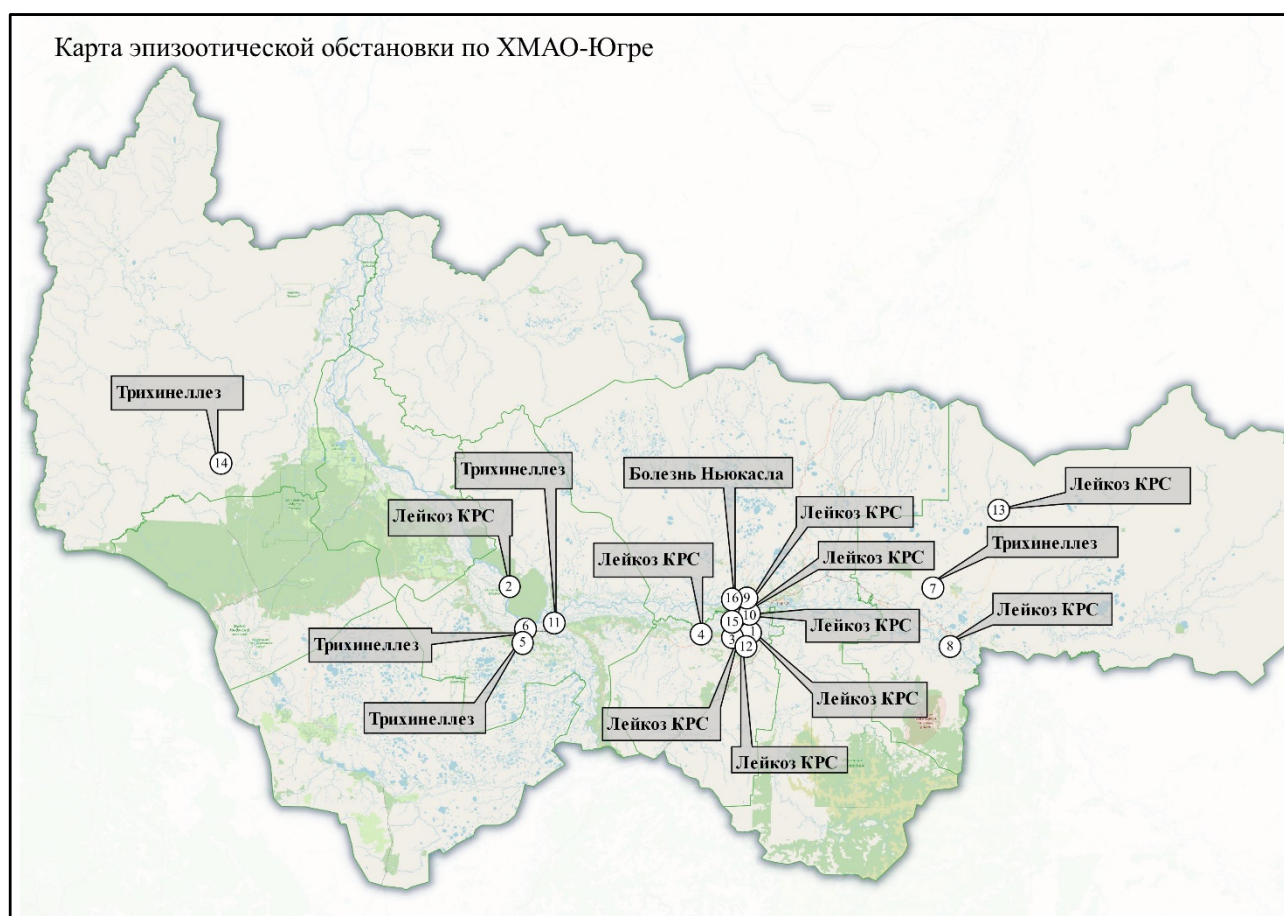 Карта эпизоотической обстановки по ХМАО-Югре
Трихинеллез
14
Трихинеллез
Болезнь Ньюкасла
Лейкоз КРС
13
Лейкоз КРС
Лейкоз КРС
Лейкоз КРС
Трихинеллез
Лейкоз КРС
2
7
16
9
11
10
Лейкоз КРС
Лейкоз КРС
15
6
4
3
1
Трихинеллез
5
12
8
Лейкоз КРС
Трихинеллез
Лейкоз КРС
Лейкоз КРС